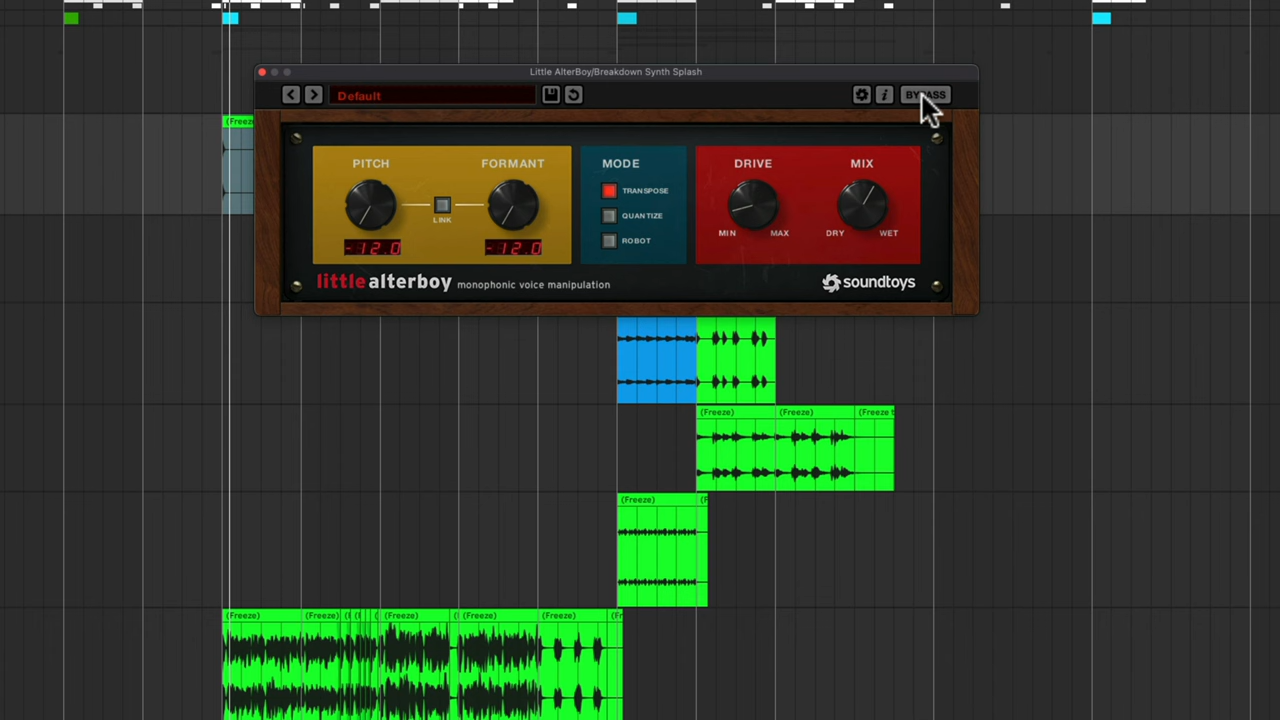 Little AlterBoy/Breakdown Synth Splash
Default
BYPASS
(Freeze
PITCH
FORMANT
MODE
DRIVE
MIX
TRANSPOSE
LINK
QUANTIZE
MIN
MAX
DRY
WET
ROBOT
-12.0
-12.0
littlealterboy monophonic voice manipulation
soundtoys
(Freeze)
(Freeze)
(Freeze t
(Freeze)
(F
(Freeze)
(Freeze)
(F
(F
(
(Freeze)
(F
(Freeze)
(Freeze)
(Fr